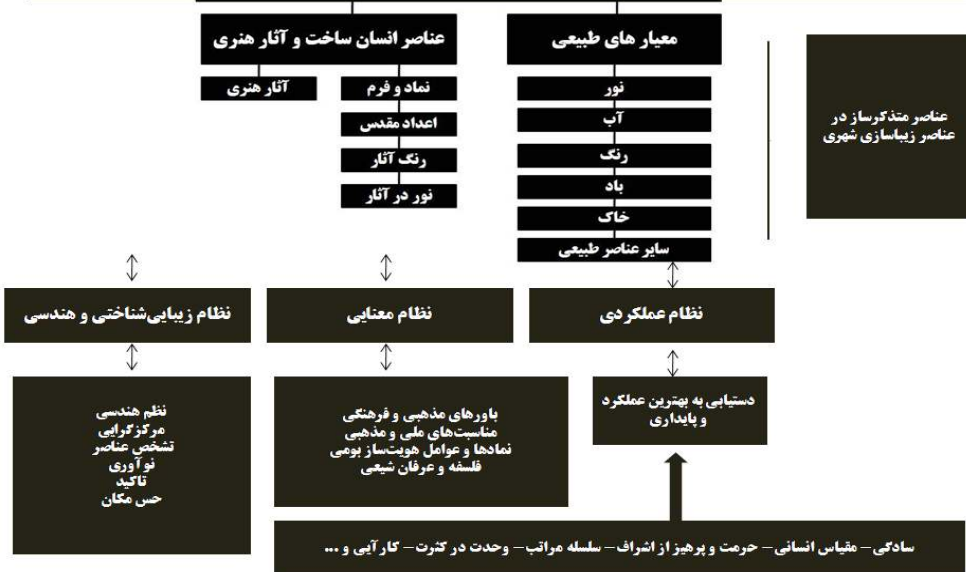 معیار های طبیعی
نور
آب
رنگ
باد
خاک
سایر عناصر طبیعی
عناصر انسان ساخت و آثار هنری
نماد و فرم
اعداد مقدس
رنگ آثار
نور در آثار
آثار هنری
عناصر متذکرساز در
عناصر زیباسازی شهری
نظام عملکردی
نظام معنایی
نظام زیبایی‌شناختی و هندسی
دستیابی به بهترین عملکرد
و پایداری
باورهای مذهبی و فرهنگی
مناسبت‌های ملی و مذهبی
نمادها و عوامل هویت‌ساز بومی
فلسفه و عرفان شیعی
نظم هندسی
مرکزگرایی
تشخص عناصر
نوآوری
تاکید
حس مکان
سادگی– مقیاس انسانی– حرمت و پرهیز از اشراف– سلسله مراتب– وحدت در کثرت– کارآیی و ...